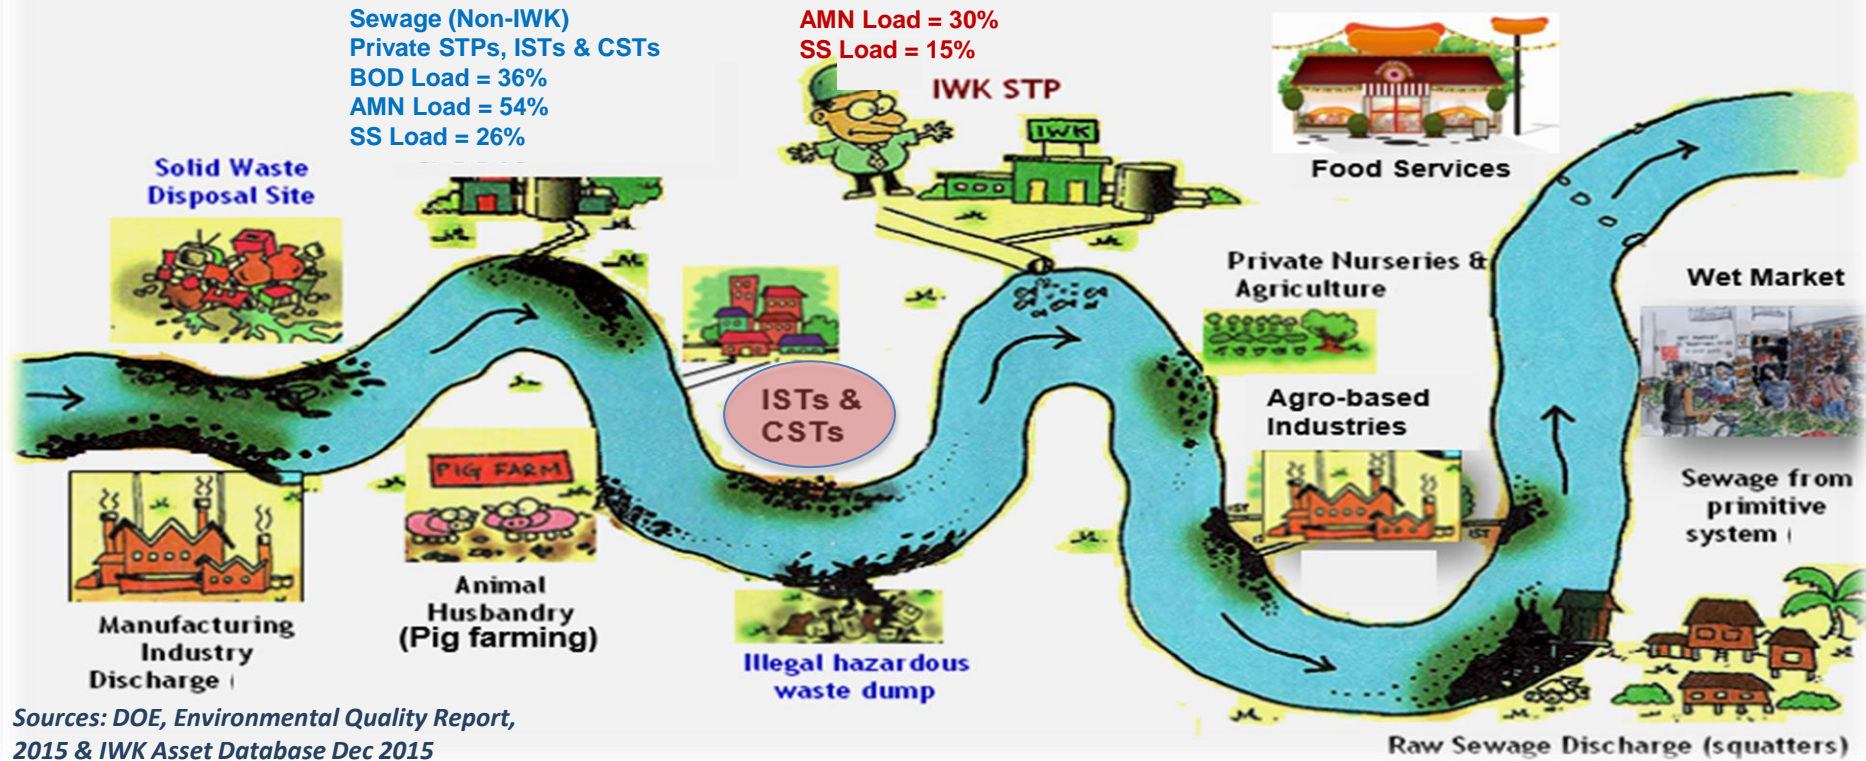 Sewage (Non-IWK)
Private STPs, ISTs & CSTs
BOD Load = 36%
AMN Load = 54%
SS Load = 26%
AMN Load = 30%
SS Load = 15%
IWK STP
IWK
Food Services
Solid Waste
Disposal Site
Private Nurseries &
Agriculture
Wet Market
ISTs &
CSTs
Agro-based
Industries
PIG FARM
Sewage from
primitive
system (
IST
IST
Manufacturing
Industry
Discharge (
Animal
Husbandry
(Pig farming)
Illegal hazardous
waste dump
Sources: DOE, Environmental Quality Report,
2015 & IWK Asset Database Dec 2015
Raw Sewage Discharge (squatters)